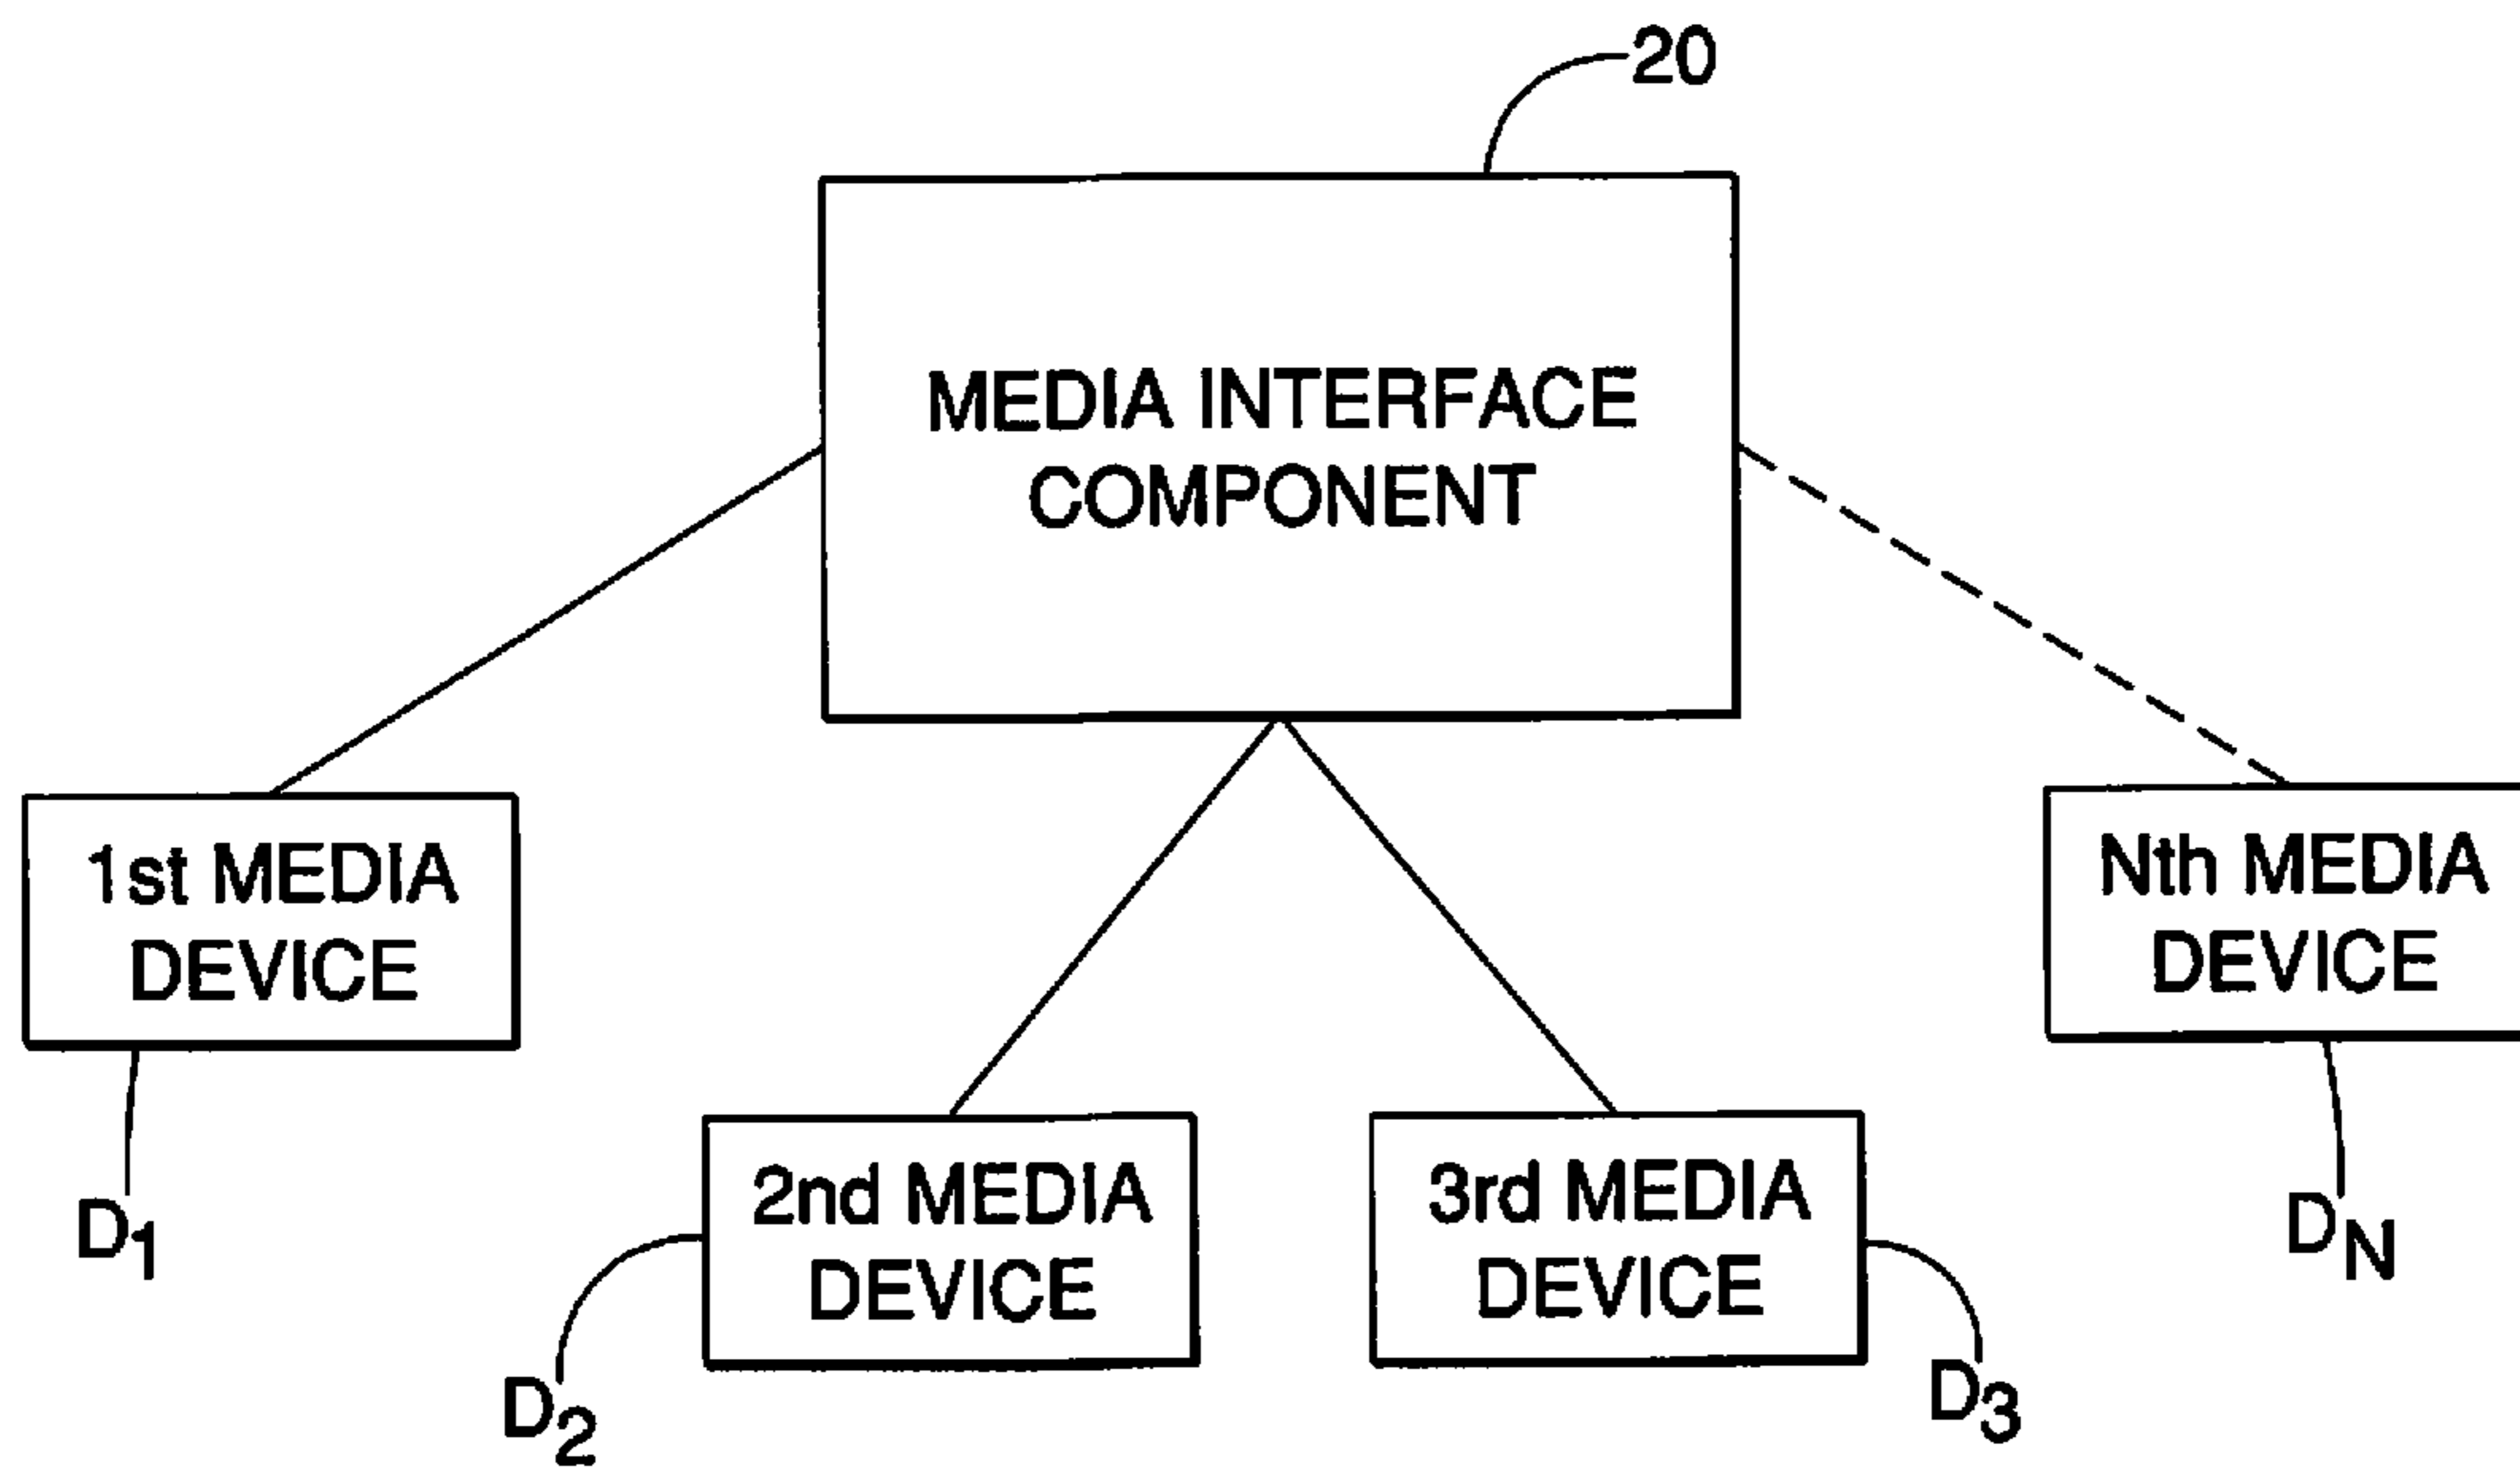 20
MEDIA INTERFACE
COMPONENT
1st MEDIA
DEVICE
Nth MEDIA
DEVICE
2nd MEDIA
DEVICE
3rd MEDIA
DEVICE
D1
D2
D3
DN